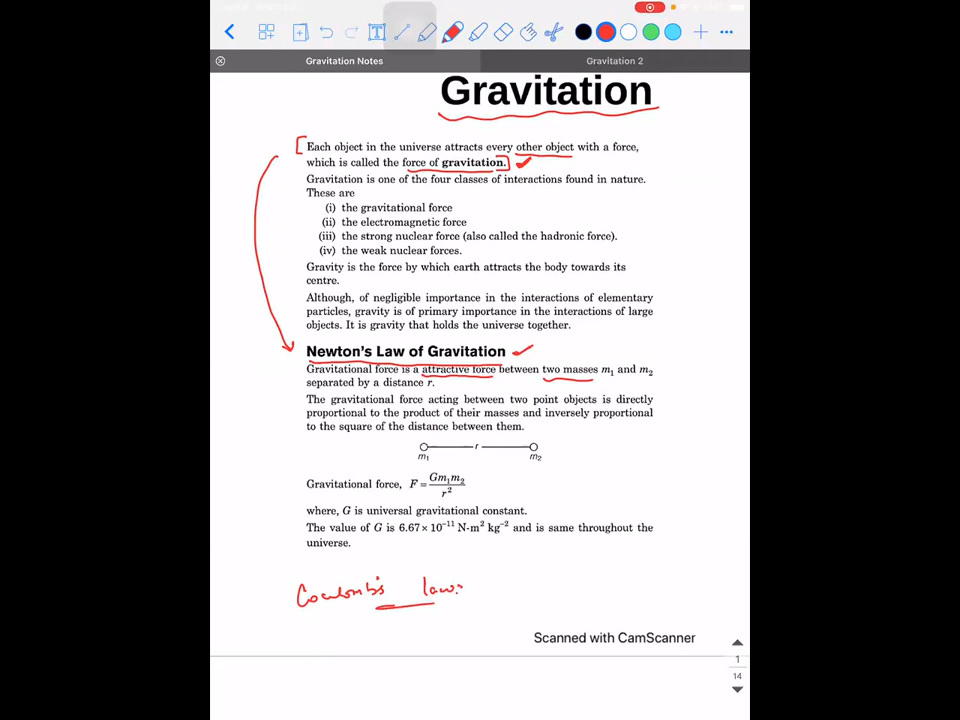 Gravitation Notes
Gravitation 2
Gravitation
Each object in the universe attracts every other object with a force,
which is called the force of gravitation.
Gravitation is one of the four classes of interactions found in nature.
These are
(i) the gravitational force
(ii) the electromagnetic force
(iii) the strong nuclear force (also called the hadronic force).
(iv) the weak nuclear forces.
Gravity is the force by which earth attracts the body towards its
centre.
Although, of negligible importance in the interactions of elementary
particles, gravity is of primary importance in the interactions of large
objects. It is gravity that holds the universe together.
Newton's Law of Gravitation
Gravitational force is a attractive force between two masses m₁ and m₂
separated by a distance r.
The gravitational force acting between two point objects is directly
proportional to the product of their masses and inversely proportional
to the square of the distance between them.
r
m₁ m₂
Gravitational force, F = Gm₁m₂/r²
where, G is universal gravitational constant.
The value of G is 6.67 × 10⁻¹¹ N-m² kg⁻² and is same throughout the
universe.
Coulomb's law:
Scanned with CamScanner
1
14